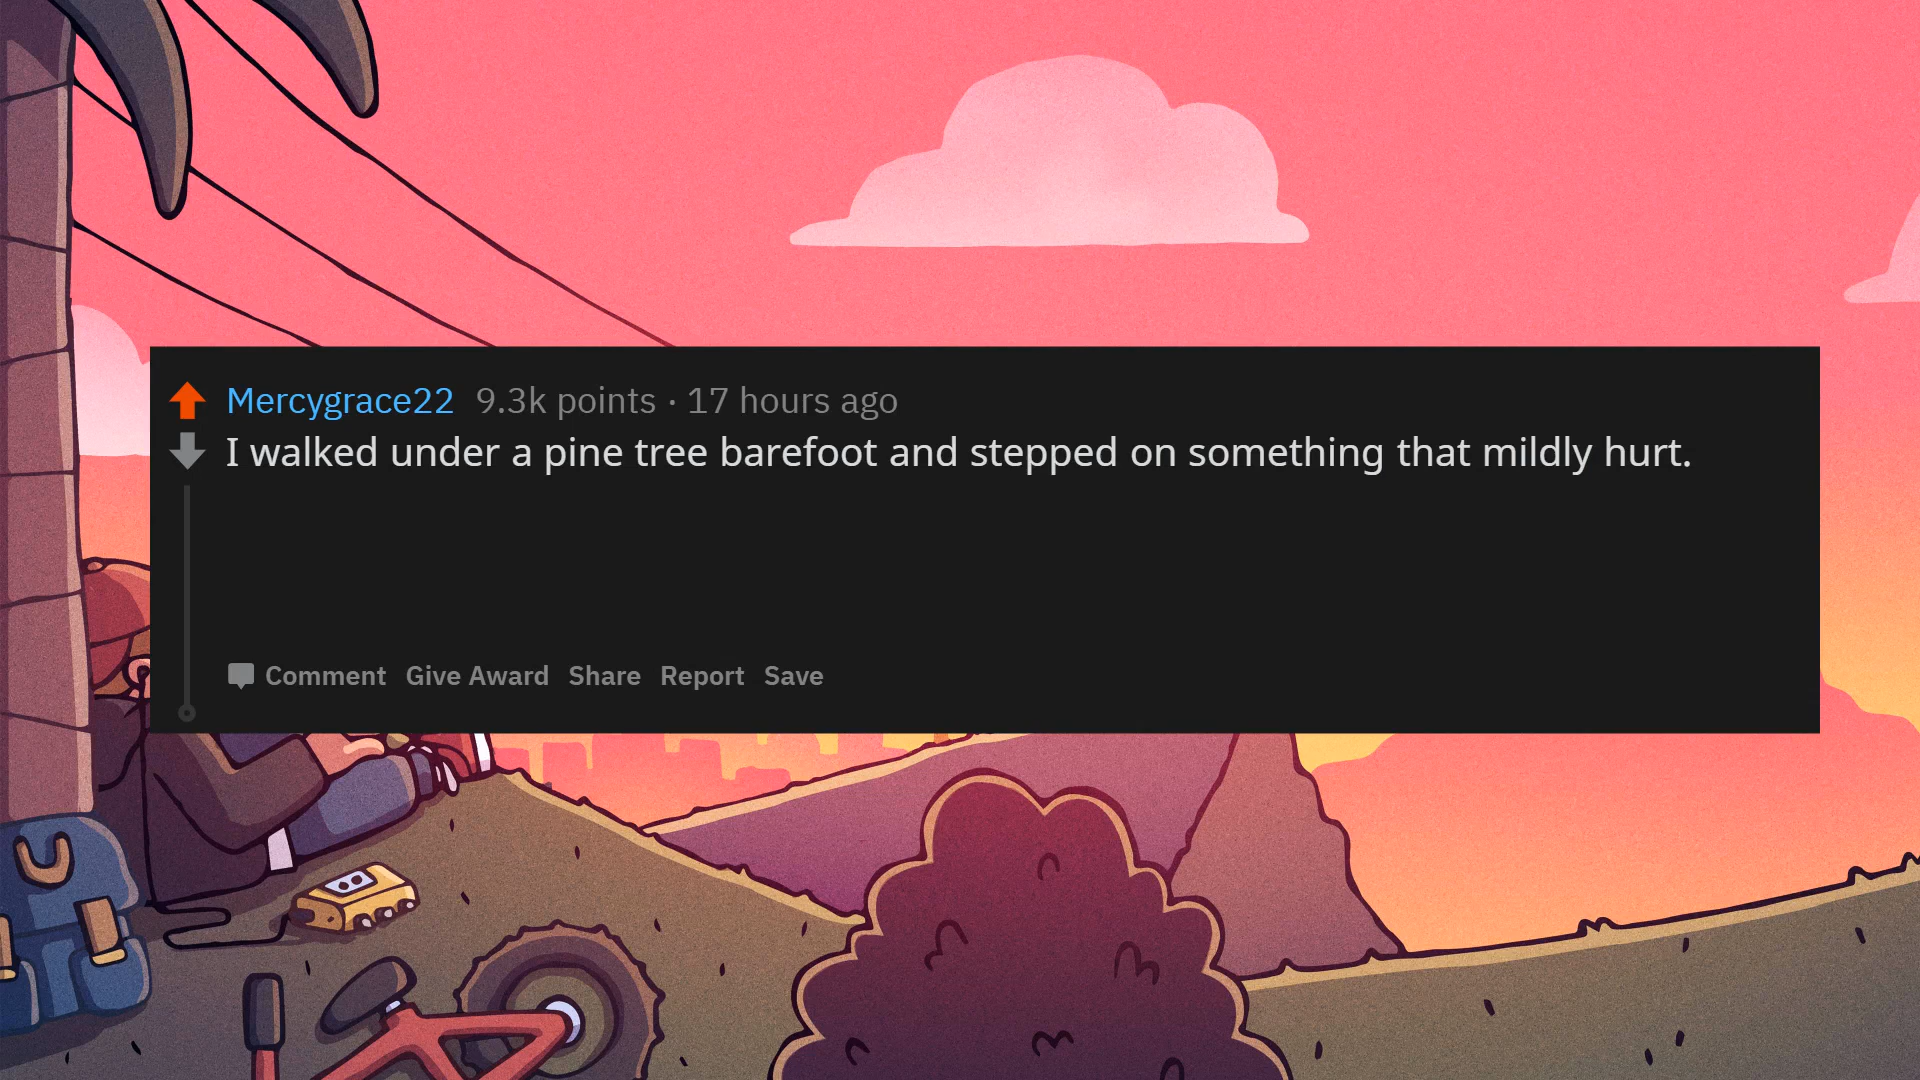 Mercygrace22 9.3k points · 17 hours ago
I walked under a pine tree barefoot and stepped on something that mildly hurt.
Comment Give Award Share Report Save